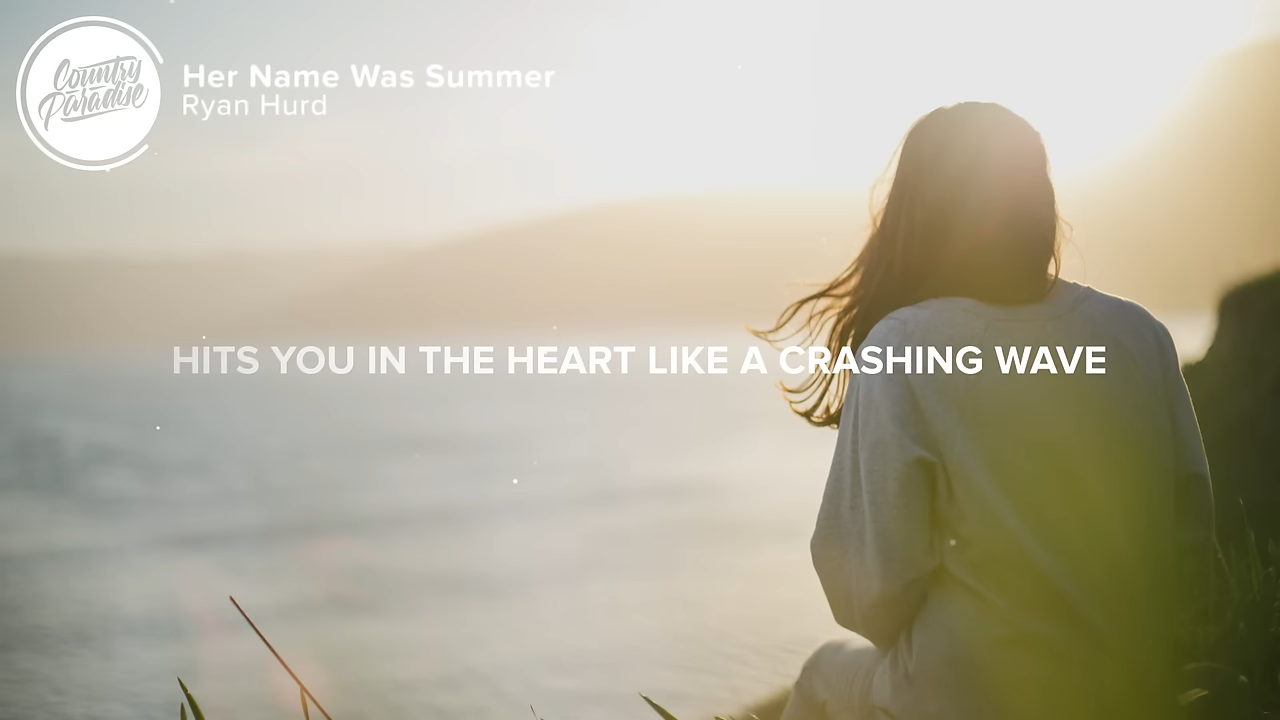 Country
Paradise
Her Name Was Summer
Ryan Hurd
HITS YOU IN THE HEART LIKE A CRASHING WAVE